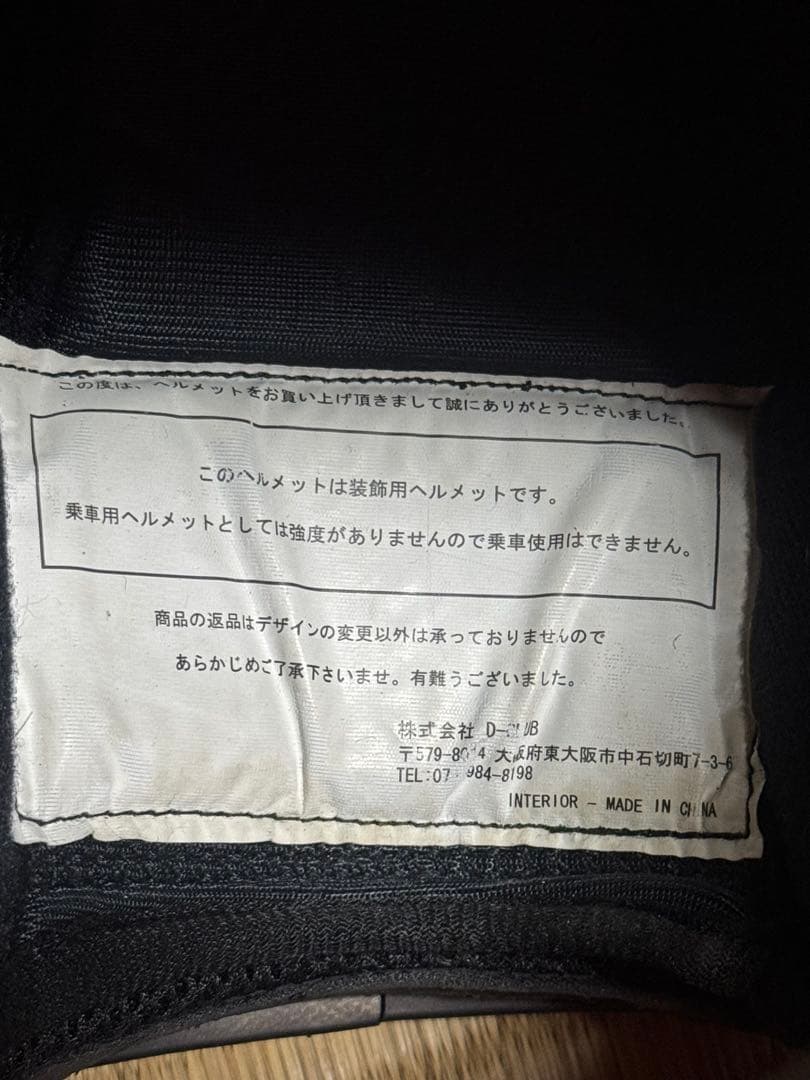 この度は、ヘルメットをお買い上げ頂きまして誠にありがとうございました。
このヘルメットは装飾用ヘルメットです。
乗車用ヘルメットとしては強度がありませんので乗車使用はできません。
商品の返品はデザインの変更以外は承っておりませんので
あらかじめご了承下さいませ。有難うございました。
株式会社
大阪府東大阪市中石切町7-3-6
INTERIOR - MADE IN CHINA